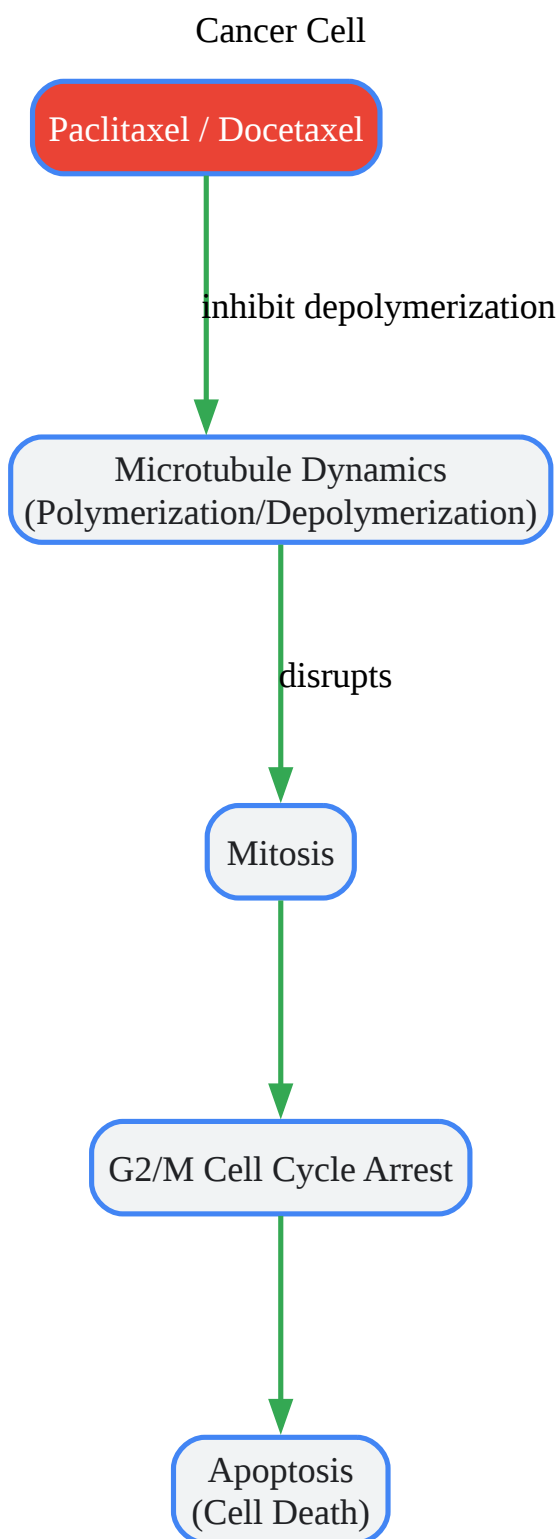 Cancer Cell
Paclitaxel / Docetaxel
inhibit depolymerization
Microtubule Dynamics
(Polymerization/Depolymerization)
disrupts
Mitosis
G2/M Cell Cycle Arrest
Apoptosis
(Cell Death)